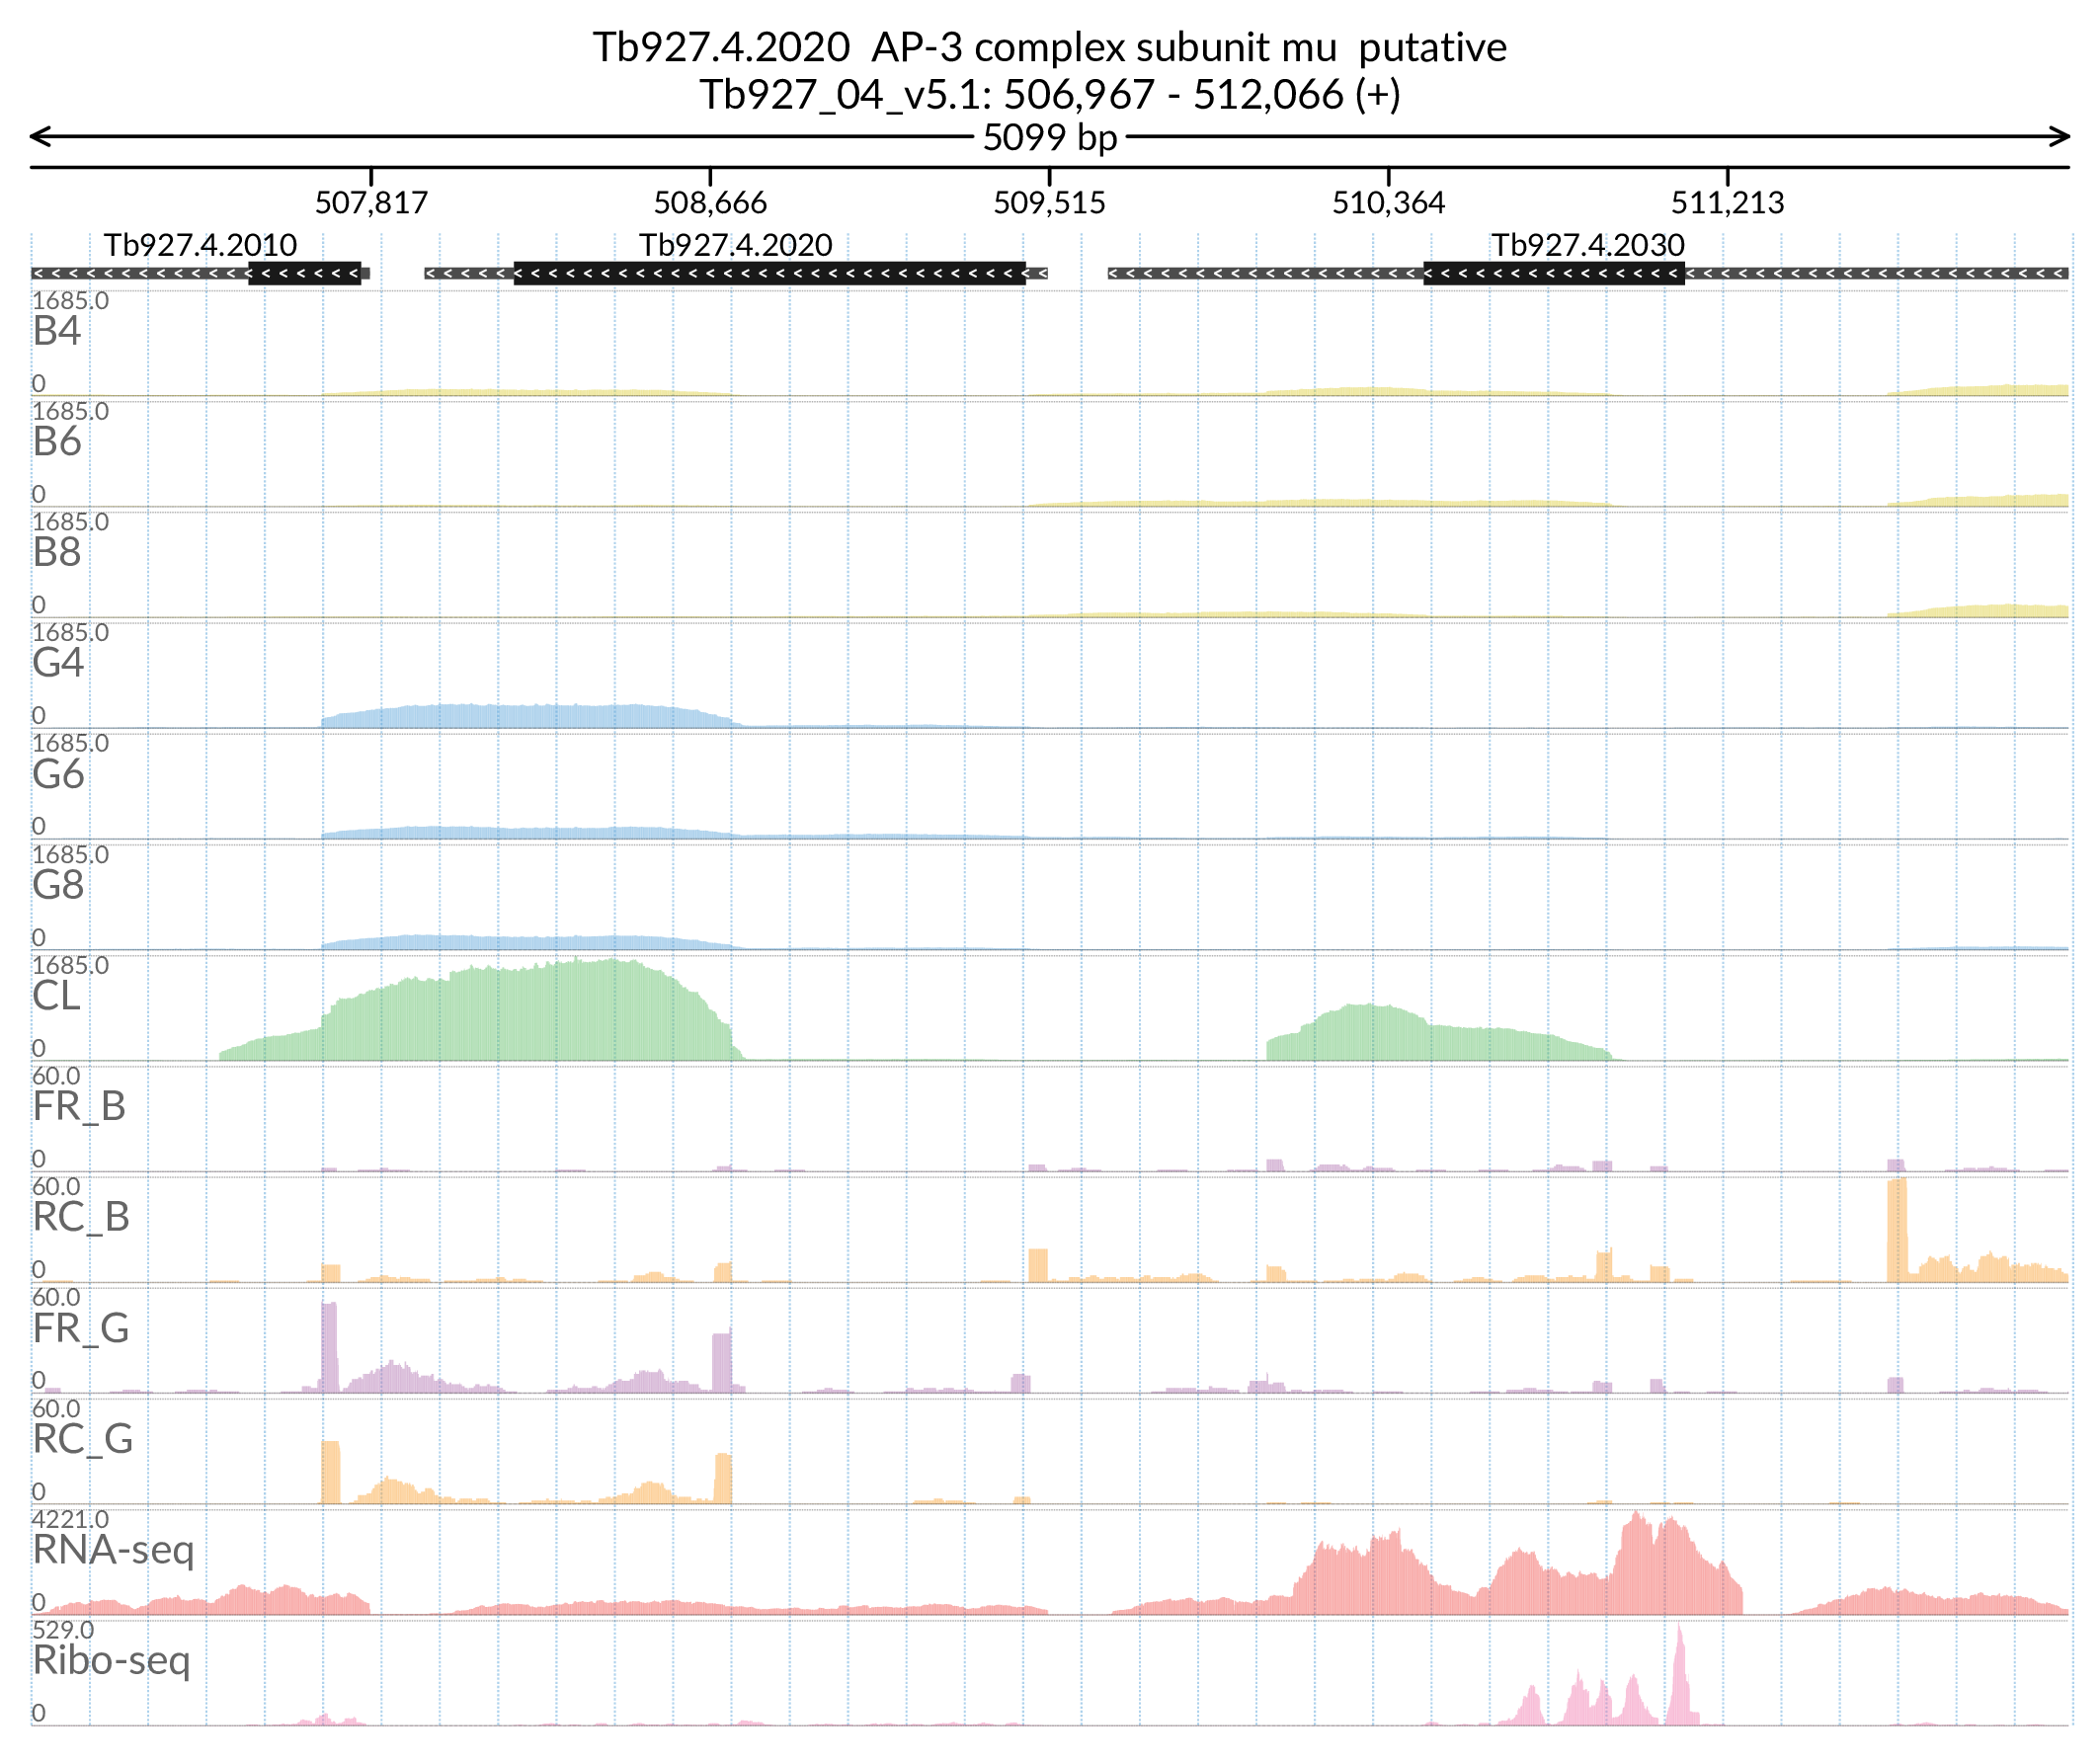 Tb927.4.2020  AP-3 complex subunit mu  putative
Tb927_04_v5.1: 506,967 - 512,066 (+)
5099 bp
507,817 508,666 509,515 510,364 511,213
Tb927.4.2010 Tb927.4.2020 Tb927.4.2030
1685.0
B4
0
1685.0
B6
0
1685.0
B8
0
1685.0
G4
0
1685.0
G6
0
1685.0
G8
0
1685.0
CL
0
60.0
FR_B
0
60.0
RC_B
0
60.0
FR_G
0
60.0
RC_G
0
4221.0
RNA-seq
0
529.0
Ribo-seq
0